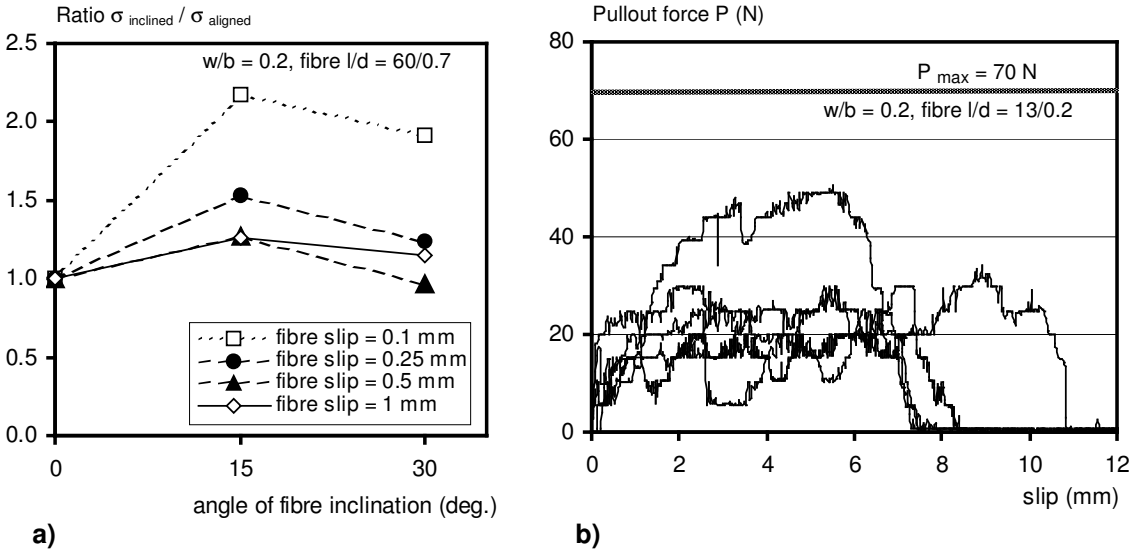 Ratio σ inclined / σ aligned
2.5
2.0
1.5
1.0
0.5
0.0
w/b = 0.2, fibre l/d = 60/0.7
fibre slip = 0.1 mm
fibre slip = 0.25 mm
fibre slip = 0.5 mm
fibre slip = 1 mm
0 15 30
angle of fibre inclination (deg.)
a)
Pullout force P (N)
80
60
40
20
0
P max = 70 N
w/b = 0.2, fibre l/d = 13/0.2
0 2 4 6 8 10 12
slip (mm)
b)